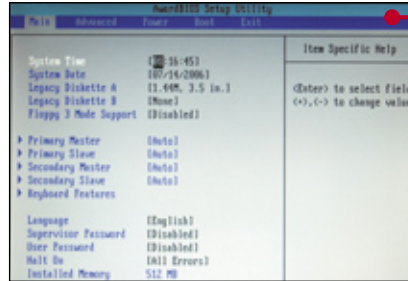 AwardBIOS Setup Utility
Main Advanced Power Boot Exit
Item Specific Help
System Time :16:45]
System Date [07/14/2006]
Legacy Diskette A [1.44M, 3.5 in.]
Legacy Diskette B [None]
Floppy 3 Mode Support [Disabled]
<Enter> to select fiel
(+),(-) to change valu
Primary Master [Auto]
Primary Slave [Auto]
Secondary Master [Auto]
Secondary Slave [Auto]
Keyboard Features
Language [English]
Supervisor Password [Disabled]
User Password [Disabled]
Halt On [All Errors]
Installed Memory 512 MB